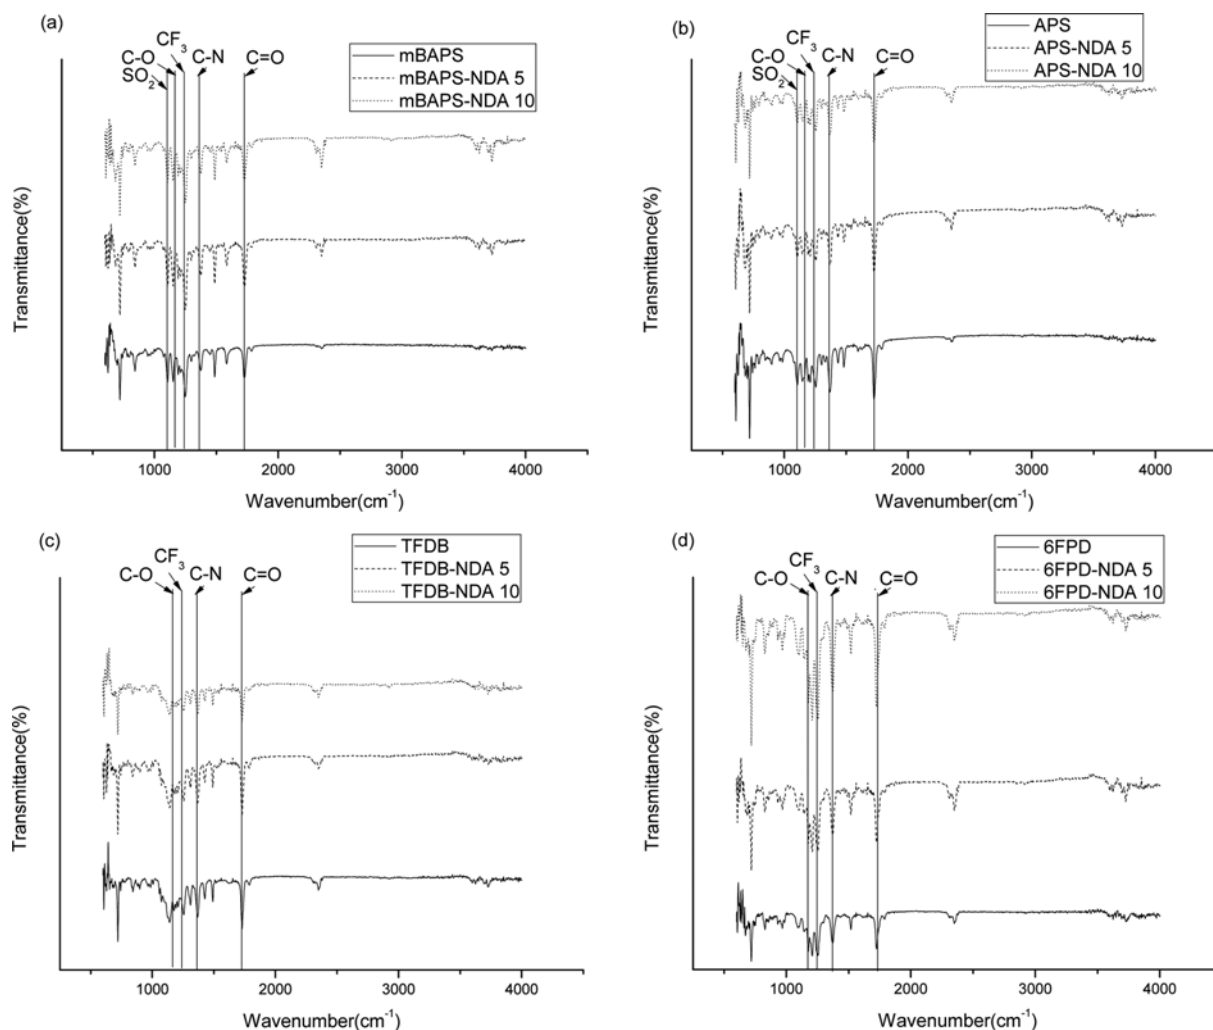 (a)
CF3
C-O
C-N
C=O
SO2
mBAPS
mBAPS-NDA 5
mBAPS-NDA 10
Transmittance(%)
1000 2000 3000 4000
Wavenumber(cm-1)
(b)
CF3
C-O
C-N
C=O
SO2
APS
APS-NDA 5
APS-NDA 10
Transmittance(%)
1000 2000 3000 4000
Wavenumber(cm-1)
(c)
CF3
C-O
C-N
C=O
TFDB
TFDB-NDA 5
TFDB-NDA 10
Transmittance(%)
1000 2000 3000 4000
Wavenumber(cm-1)
(d)
CF3
C-O
C-N
C=O
6FPD
6FPD-NDA 5
6FPD-NDA 10
Transmittance(%)
1000 2000 3000 4000
Wavenumber(cm-1)